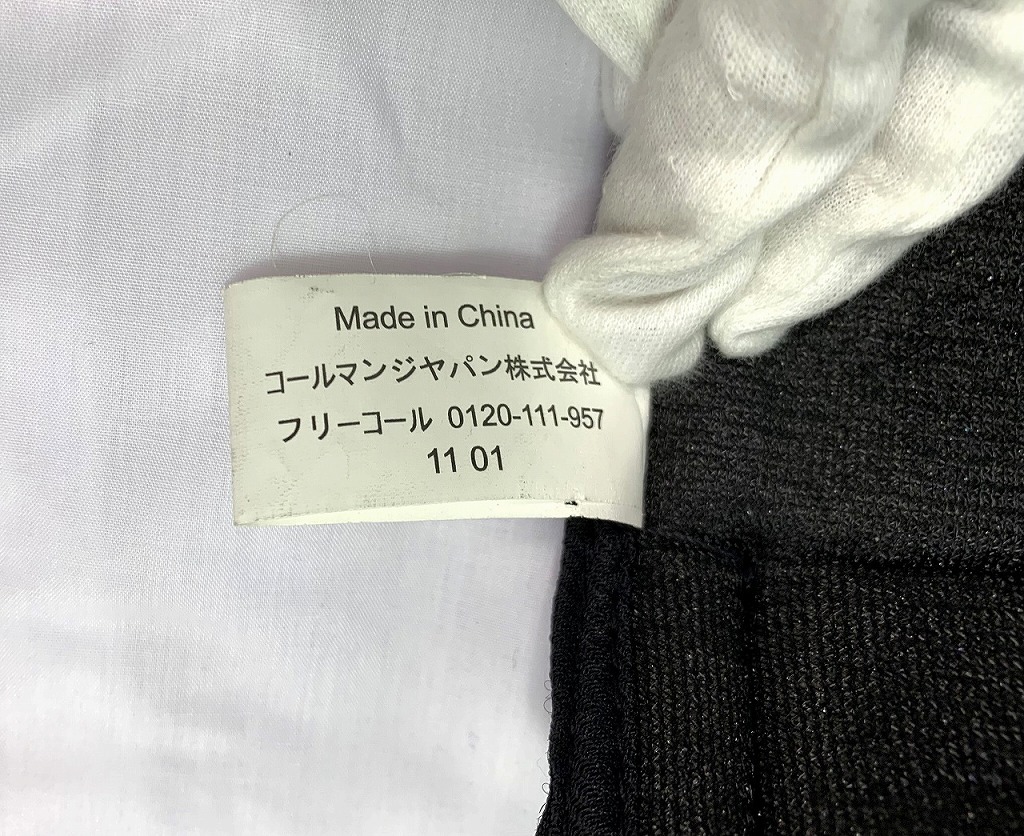 Made in China
コールマンジヤパン株式会社
フリーコール 0120-111-957
11 01